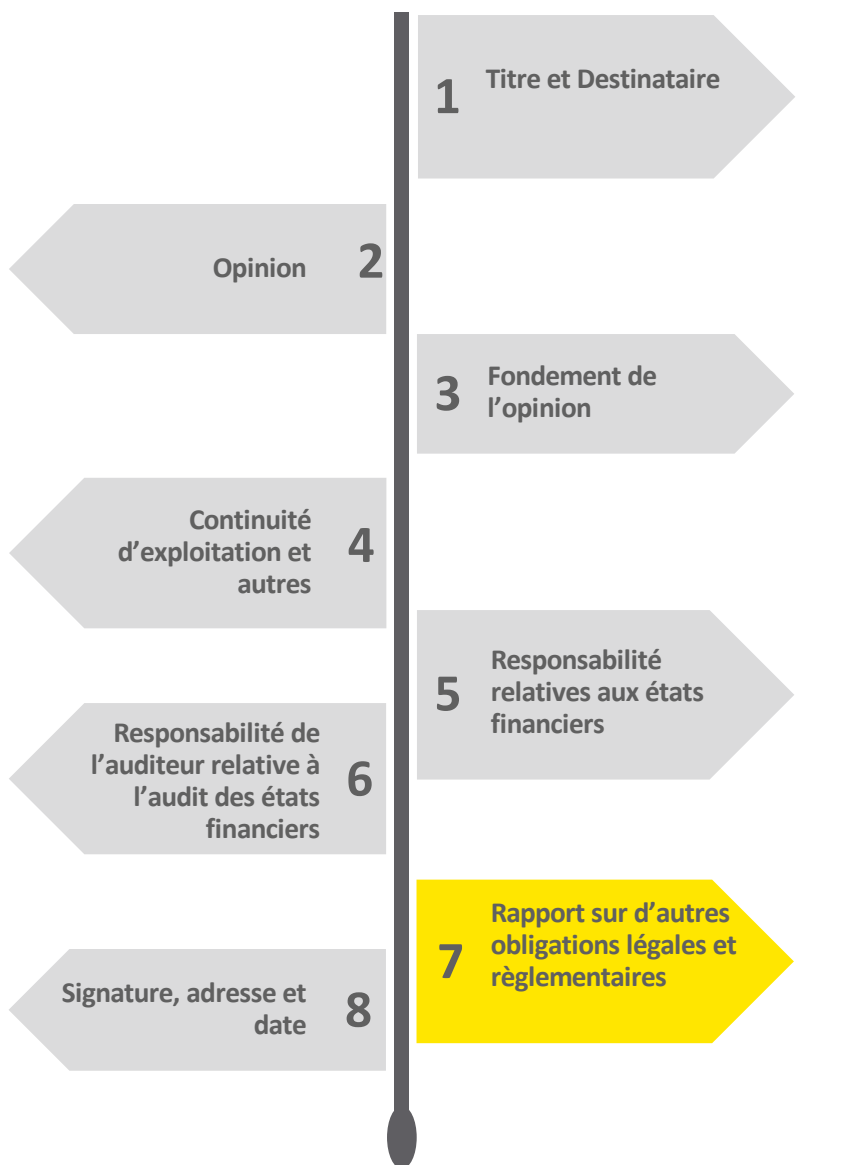 1
Titre et Destinataire
Opinion
2
3
Fondement de
l’opinion
Continuité
d’exploitation et
autres
4
5
Responsabilité
relatives aux états
financiers
Responsabilité de
l’auditeur relative à
l’audit des états
financiers
6
7
Rapport sur d’autres
obligations légales et
règlementaires
Signature, adresse et
date
8